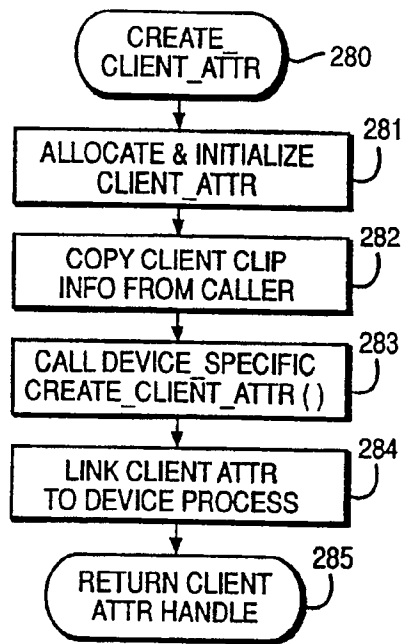 CREATE_
CLIENT_ATTR
280
281
ALLOCATE & INITIALIZE
CLIENT_ATTR
282
COPY CLIENT CLIP
INFO FROM CALLER
283
CALL DEVICE_SPECIFIC
CREATE_CLIENT_ATTR ( )
284
LINK CLIENT ATTR
TO DEVICE PROCESS
285
RETURN CLIENT
ATTR HANDLE